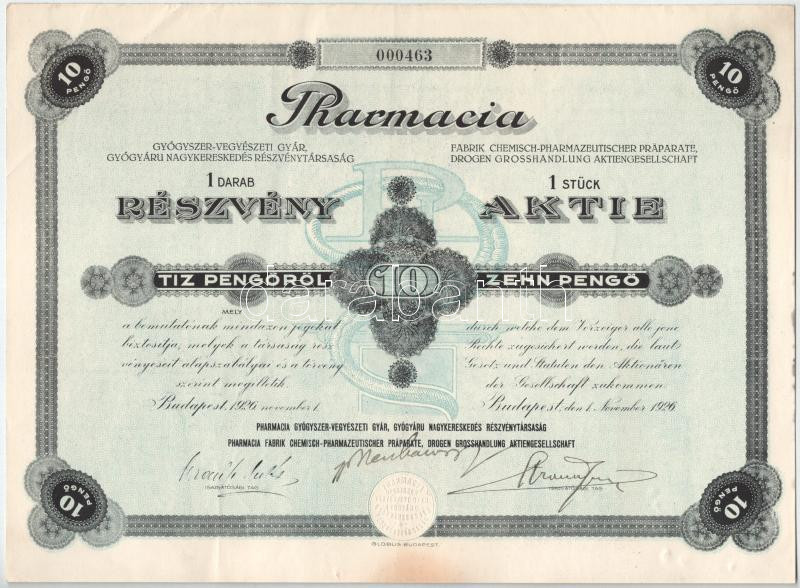 000463
10 PENGŐ
10 PENGŐ
Pharmacia
GYÓGYSZER-VEGYÉSZETI GYÁR,
GYÓGYÁRU NAGYKERESKEDÉS RÉSZVÉNYTÁRSASÁG
FABRIK CHEMISCH-PHARMAZEUTISCHER PRÄPARATE,
DROGEN GROSSHANDLUNG AKTIENGESELLSCHAFT
1 DARAB
RÉSZVÉNY
1 STÜCK
AKTIE
TIZ PENGŐRŐL
10
ZEHN PENGŐ
darabanth
MELY
a bemutatónak mindazon jogokat
biztosítja, melyek a társaság rész
vényeseit alapszabályai és a törvény
szerint megilletik.
Budapest, 1926 november 1.
durch welche dem Vorzeiger alle jene
Rechte zugesichert werden, die laut
Gesetz und Statuten den Aktionären
der Gesellschaft zukommen.
Budapest, den 1. November 1926
PHARMACIA GYÓGYSZER-VEGYÉSZETI GYÁR, GYÓGYÁRU NAGYKERESKEDÉS RÉSZVÉNYTÁRSASÁG
PHARMACIA FABRIK CHEMISCH-PHARMAZEUTISCHER PRÄPARATE, DROGEN GROSSHANDLUNG AKTIENGESELLSCHAFT
IGAZGATÓSÁGI TAG
IGAZGATÓSÁGI TAG
PENGŐ 10
PENGŐ 10
GLOBUS BUDAPEST.